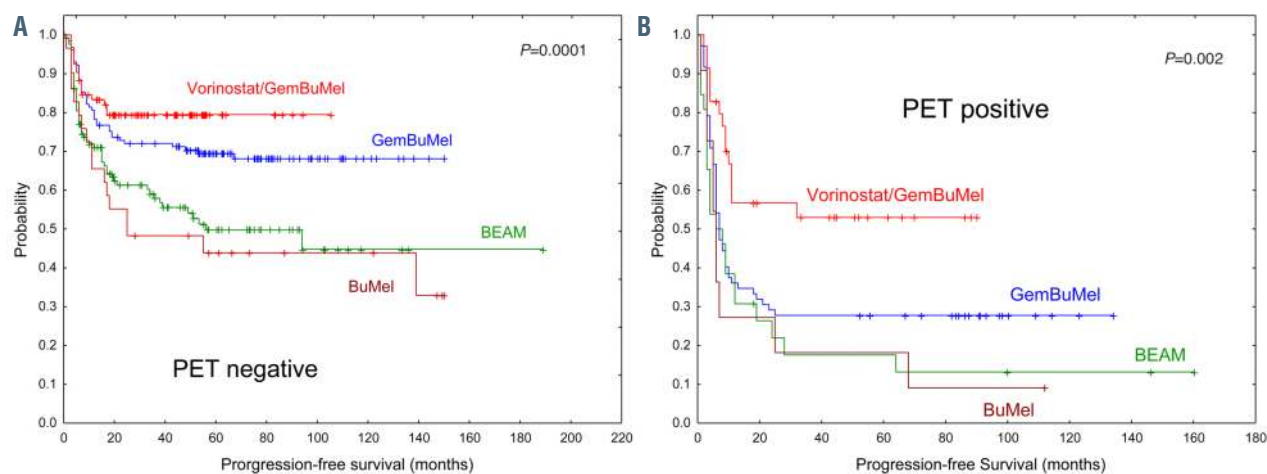 A
P=0.0001
1.0
0.9
0.8
0.7
0.6
0.5
0.4
0.3
0.2
0.1
0.0
Probability
Vorinostat/GemBuMel
GemBuMel
BEAM
BuMel
PET negative
0 20 40 60 80 100 120 140 160 180 200 220
Prorgression-free survival (months)
B
P=0.002
1.0
0.9
0.8
0.7
0.6
0.5
0.4
0.3
0.2
0.1
0.0
Probability
PET positive
Vorinostat/GemBuMel
GemBuMel
BEAM
BuMel
0 20 40 60 80 100 120 140 160 180
Progression-free Survival (months)